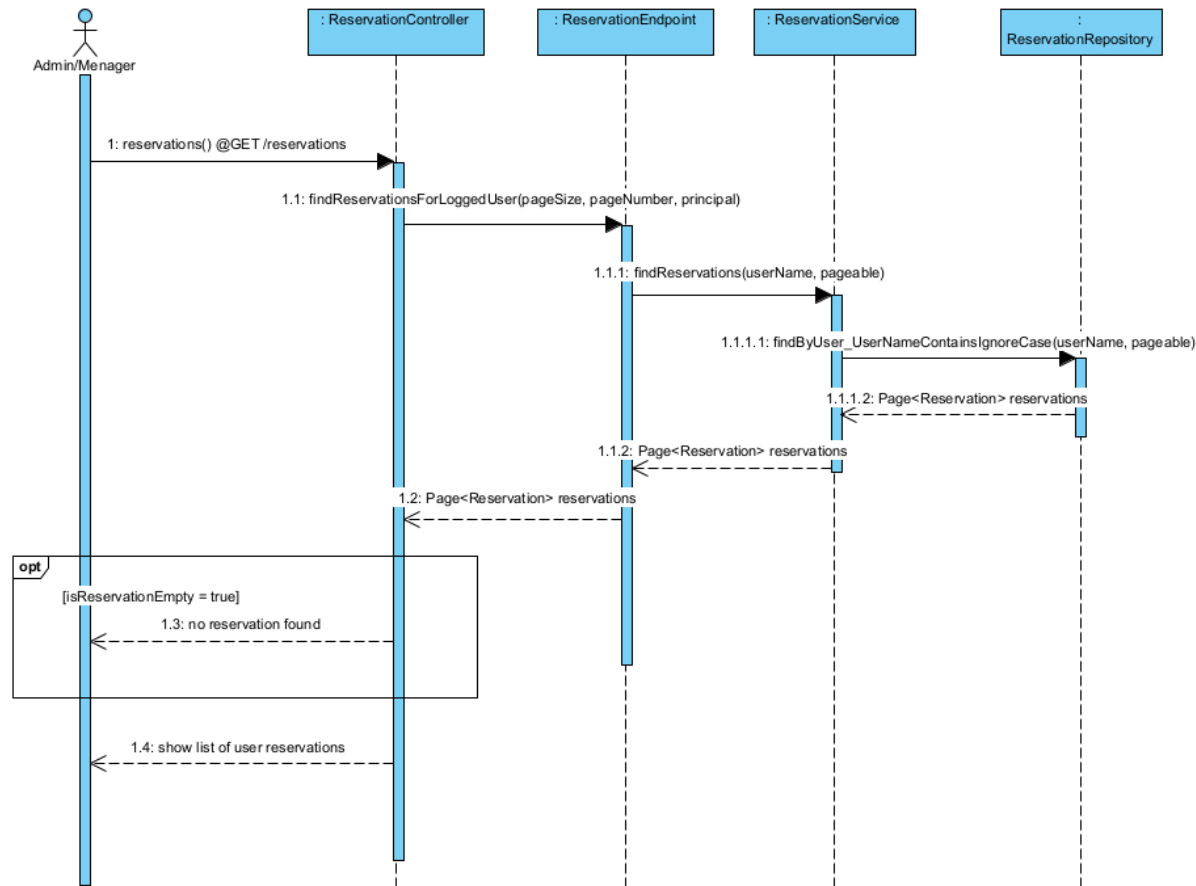 : ReservationController
: ReservationEndpoint
: ReservationService
:
ReservationRepository
Admin/Menager
1: reservations() @GET /reservations
1.1: findReservationsForLoggedUser(pageSize, pageNumber, principal)
1.1.1: findReservations(userName, pageable)
1.1.1.1: findByUser_UserNameContainsIgnoreCase(userName, pageable)
1.1.1.2: Page<Reservation> reservations
1.1.2: Page<Reservation> reservations
1.2: Page<Reservation> reservations
opt
[isReservationEmpty = true]
1.3: no reservation found
1.4: show list of user reservations